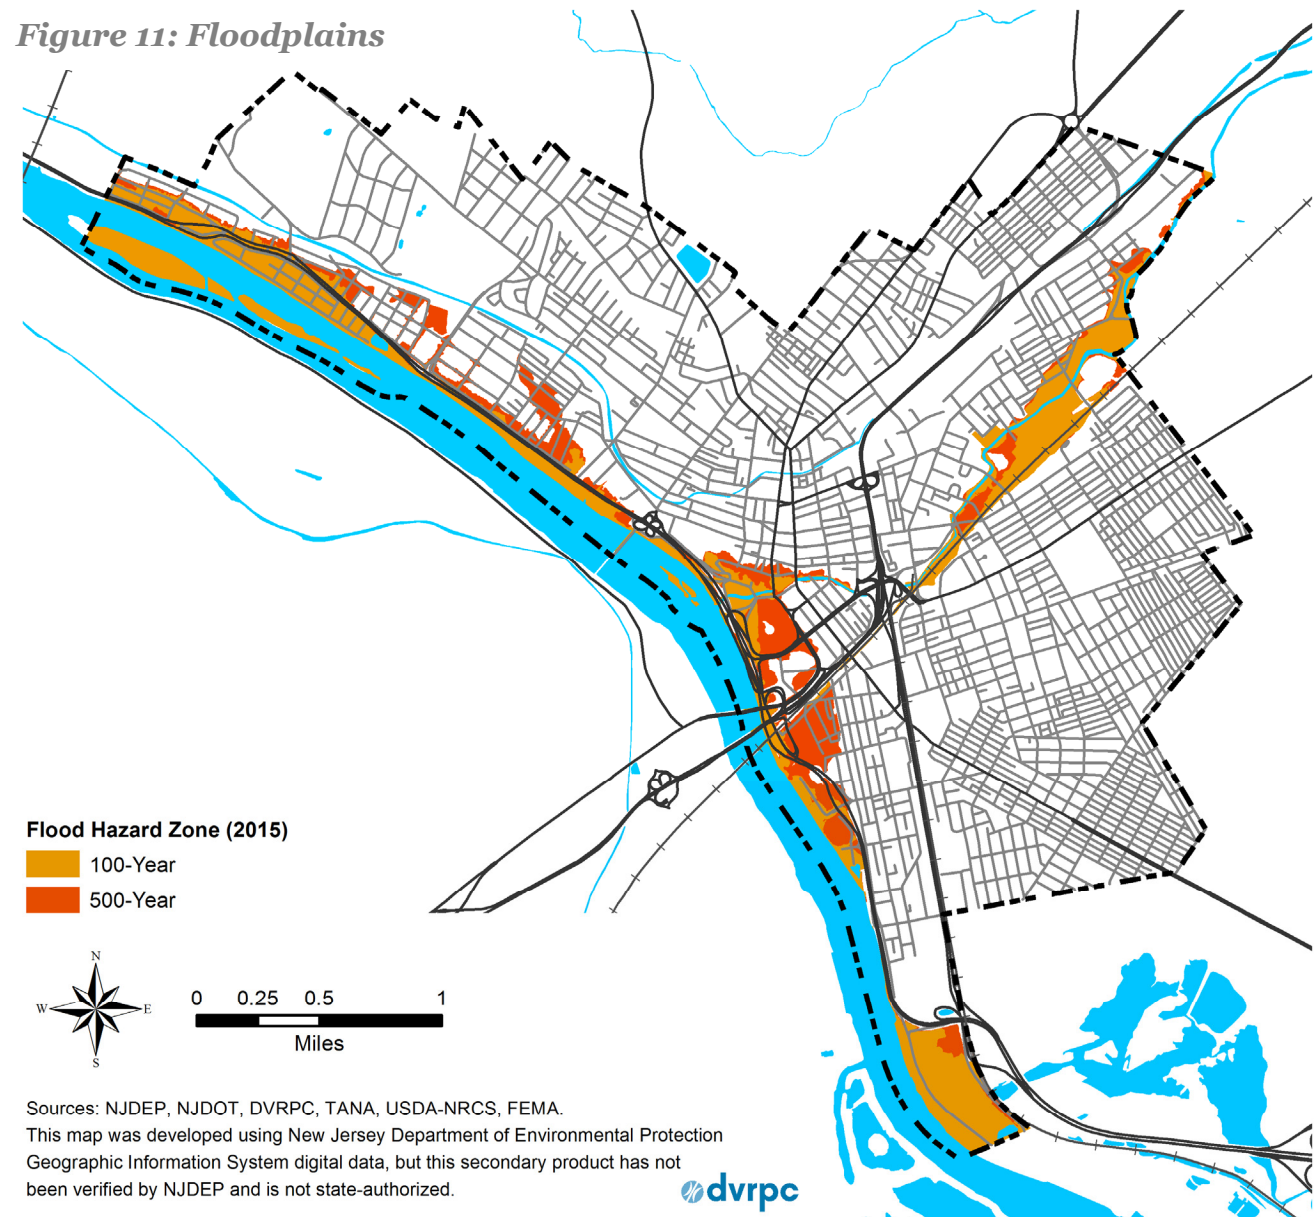 Figure 11: Floodplains
Flood Hazard Zone (2015)
100-Year
500-Year
N
W
E
S
0 0.25 0.5 1
Miles
Sources: NJDEP, NJDOT, DVRPC, TANA, USDA-NRCS, FEMA.
This map was developed using New Jersey Department of Environmental Protection
Geographic Information System digital data, but this secondary product has not
been verified by NJDEP and is not state-authorized.
dvrpc